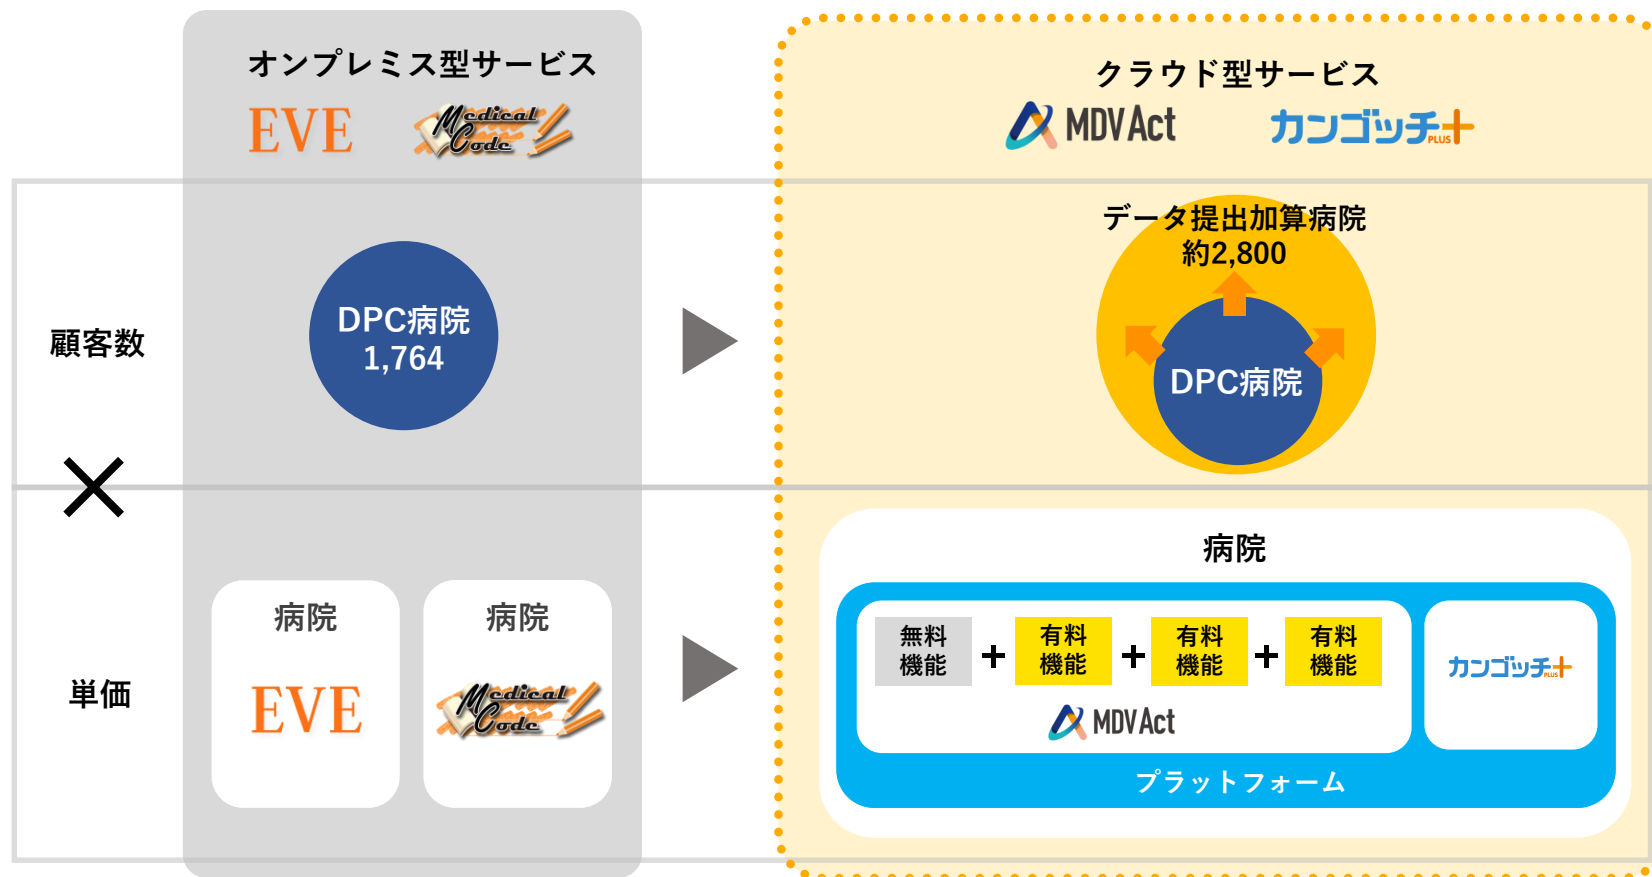 オンプレミス型サービス
EVE
Medical
Code
クラウド型サービス
MDV Act
カンゴッチ+
PLUS
顧客数
DPC病院
1,764
データ提出加算病院
約2,800
DPC病院
×
単価
病院
EVE
病院
Medical
Code
病院
無料
機能
+
有料
機能
+
有料
機能
+
有料
機能
MDV Act
カンゴッチ+
PLUS
プラットフォーム